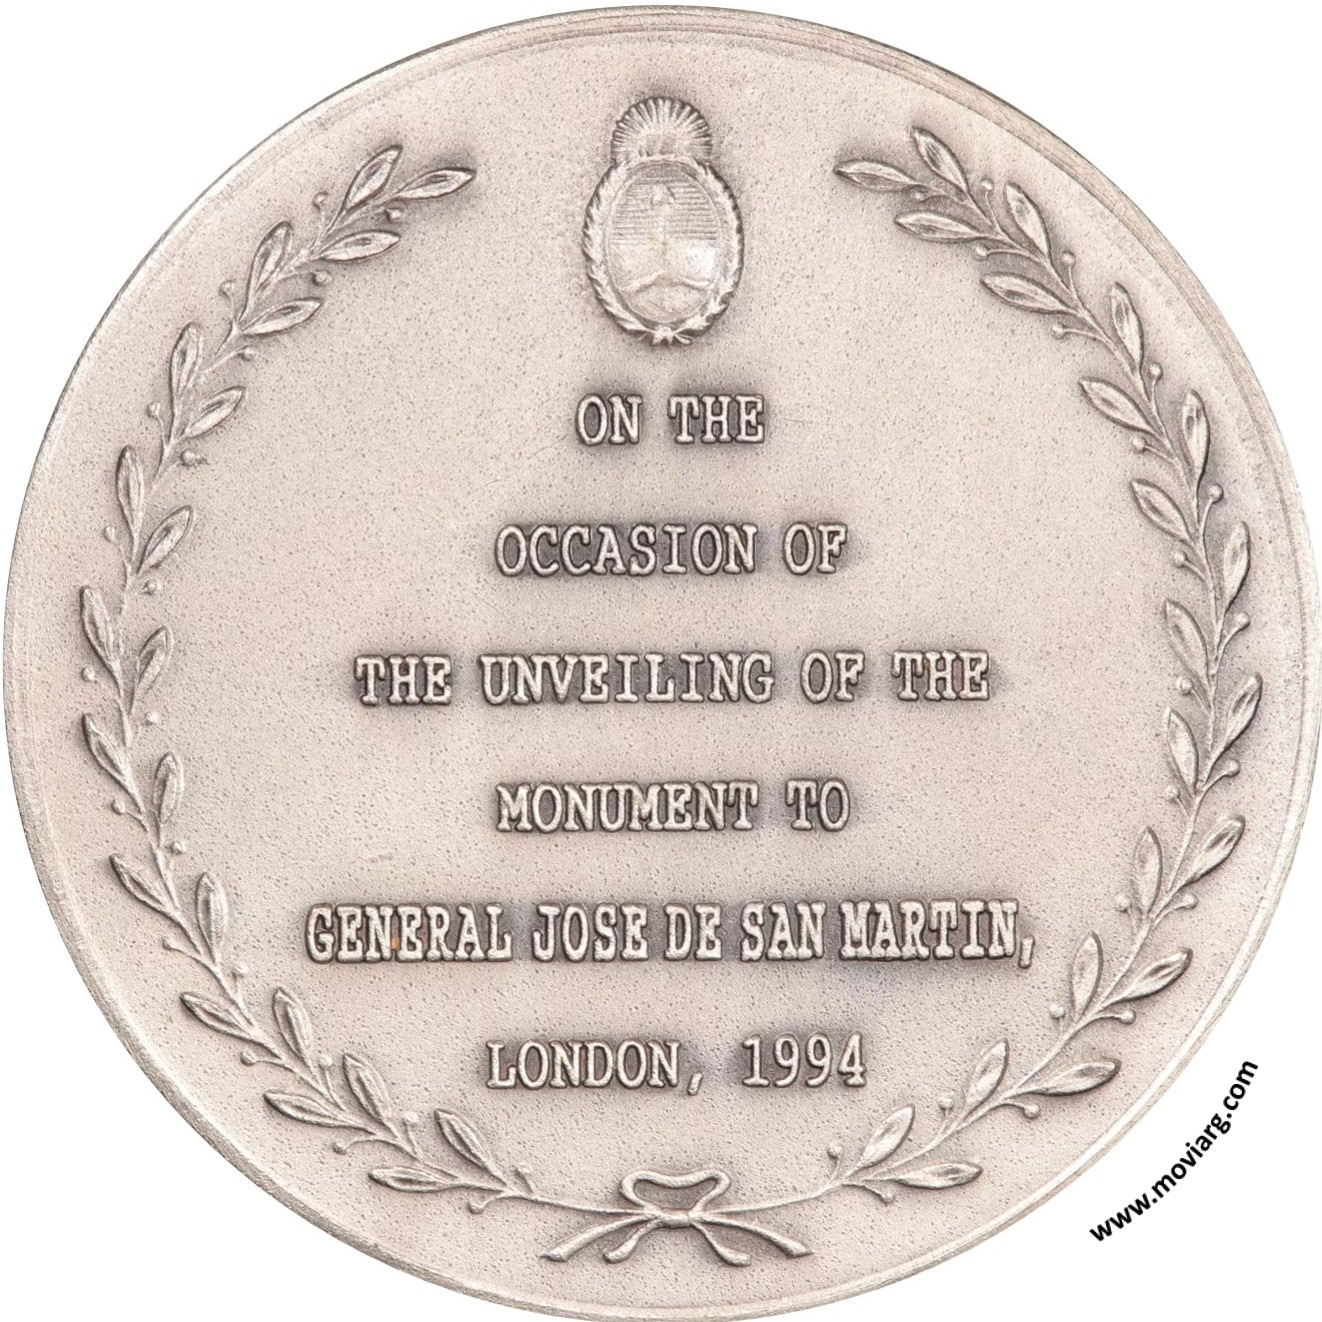 ON THE
OCCASION OF
THE UNVEILING OF THE
MONUMENT TO
GENERAL JOSE DE SAN MARTIN,
LONDON, 1994
www.moviarg.com